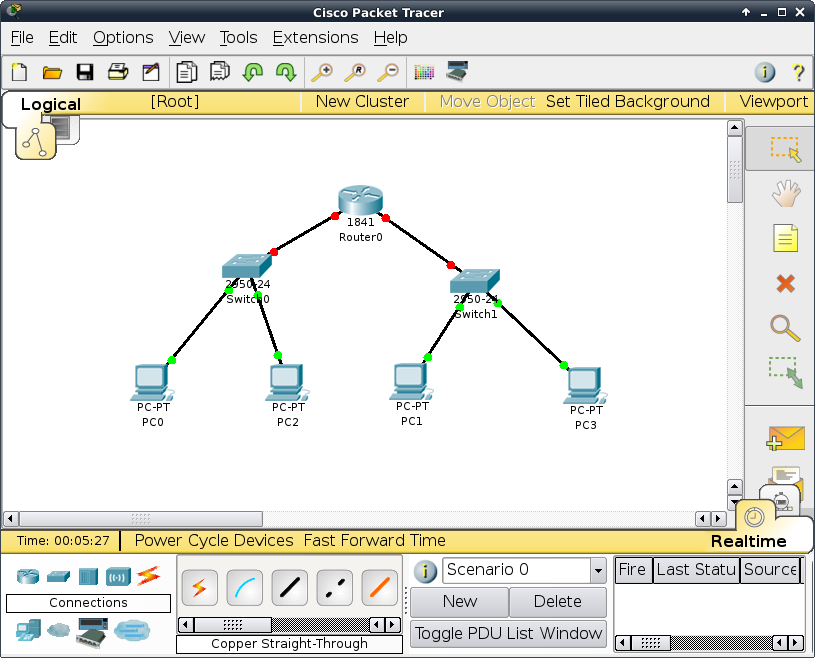 Cisco Packet Tracer
File Edit Options View Tools Extensions Help
Logical [Root] New Cluster Move Object Set Tiled Background Viewport
1841
Router0
2950-24
Switch0
2950-24
Switch1
PC-PT
PC0
PC-PT
PC2
PC-PT
PC1
PC-PT
PC3
Time: 00:05:27 Power Cycle Devices Fast Forward Time
Realtime
Connections
Copper Straight-Through
Scenario 0
New Delete
Toggle PDU List Window
Fire Last Statu Source